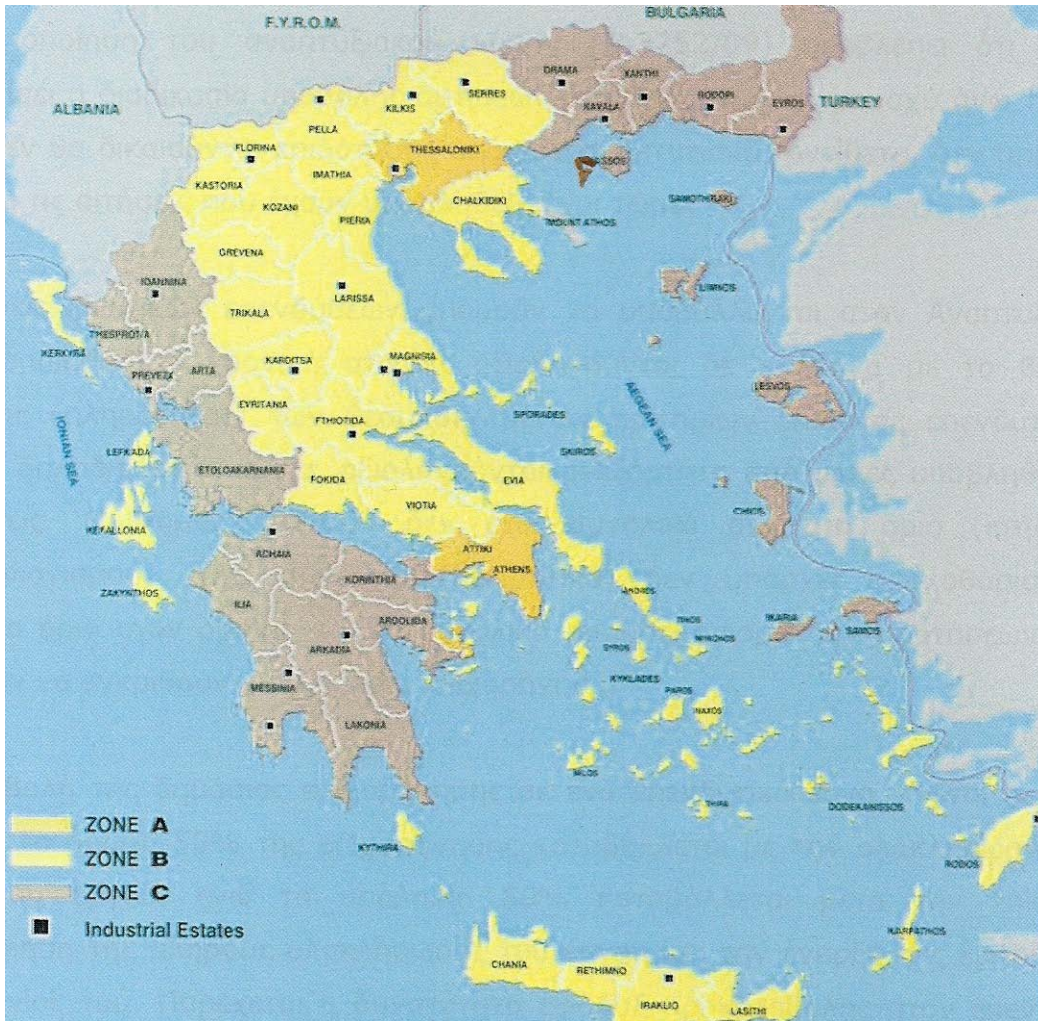 F.Y.R.O.M.
BULGARIA
ALBANIA
TURKEY
DRAMA
XANTHI
RODOPI
EVROS
KAVALA
SERRES
KILKIS
PELLA
THESSALONIKI
FLORINA
IMATHIA
KASTORIA
KOZANI
PIERIA
CHALKIDIKI
MOUNT ATHOS
SAMOTHRAKI
GREVENA
IOANNINA
LARISSA
LIMNOS
TRIKALA
THESPROTIA
KERKYRA
PREVEZA
ARTA
KARDITSA
MAGNISIA
EVRITANIA
FTHIOTIDA
SPORADES
AEGEAN SEA
LESVOS
IONIAN SEA
LEFKADA
ETOLOAKARNANIA
FOKIDA
VIOTIA
EVIA
SKIROS
CHIOS
KEFALLONIA
ADHAIA
ATTIKI
ATHENS
KORINTHIA
ZAKYNTHOS
ILIA
ARGOLIDA
ARKADIA
ANDROS
TINOS
MYKONOS
IKARIA
SAMOS
SYROS
KYKLADES
MESSINIA
LAKONIA
PAROS
NAXOS
MILOS
THIRA
DODEKANISSOS
KYTHIRA
RODOS
KARPATHOS
CHANIA
RETHIMNO
IRAKLIO
LASITHI
ZONE A
ZONE B
ZONE C
Industrial Estates